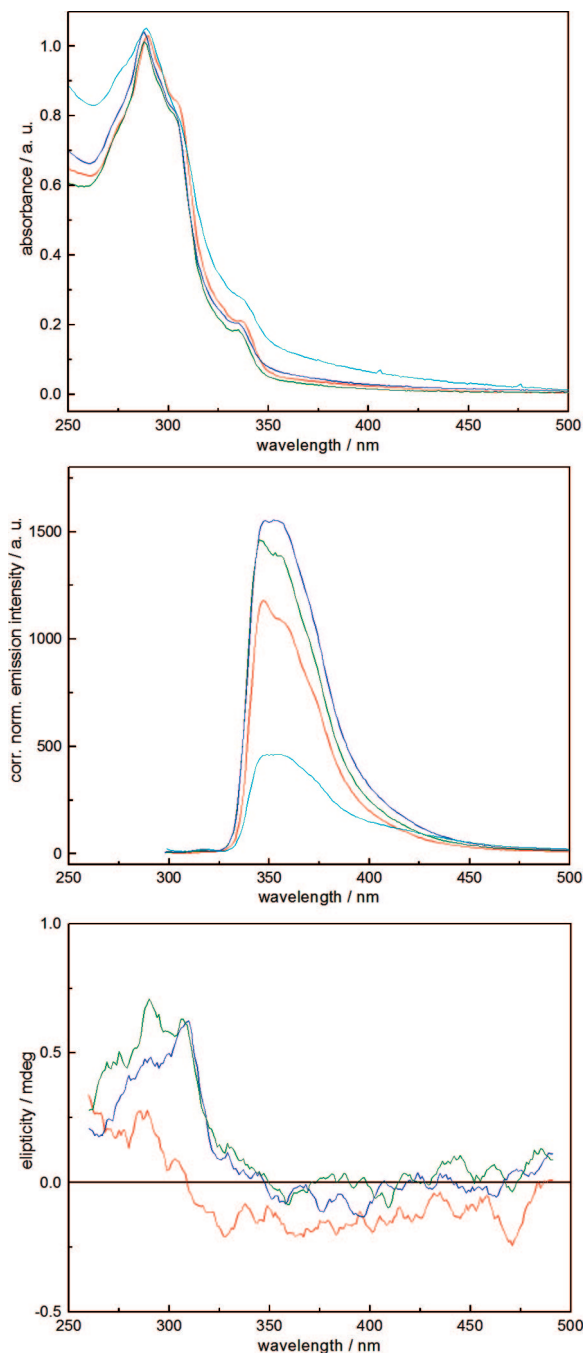 1.0
0.8
0.6
0.4
0.2
0.0
absorbance / a. u.
250 300 350 400 450 500
wavelength / nm
1500
1000
500
0
corr. norm. emission intensity / a. u.
250 300 350 400 450 500
wavelength / nm
1.0
0.5
0.0
-0.5
elipticity / mdeg
250 300 350 400 450 500
wavelength / nm